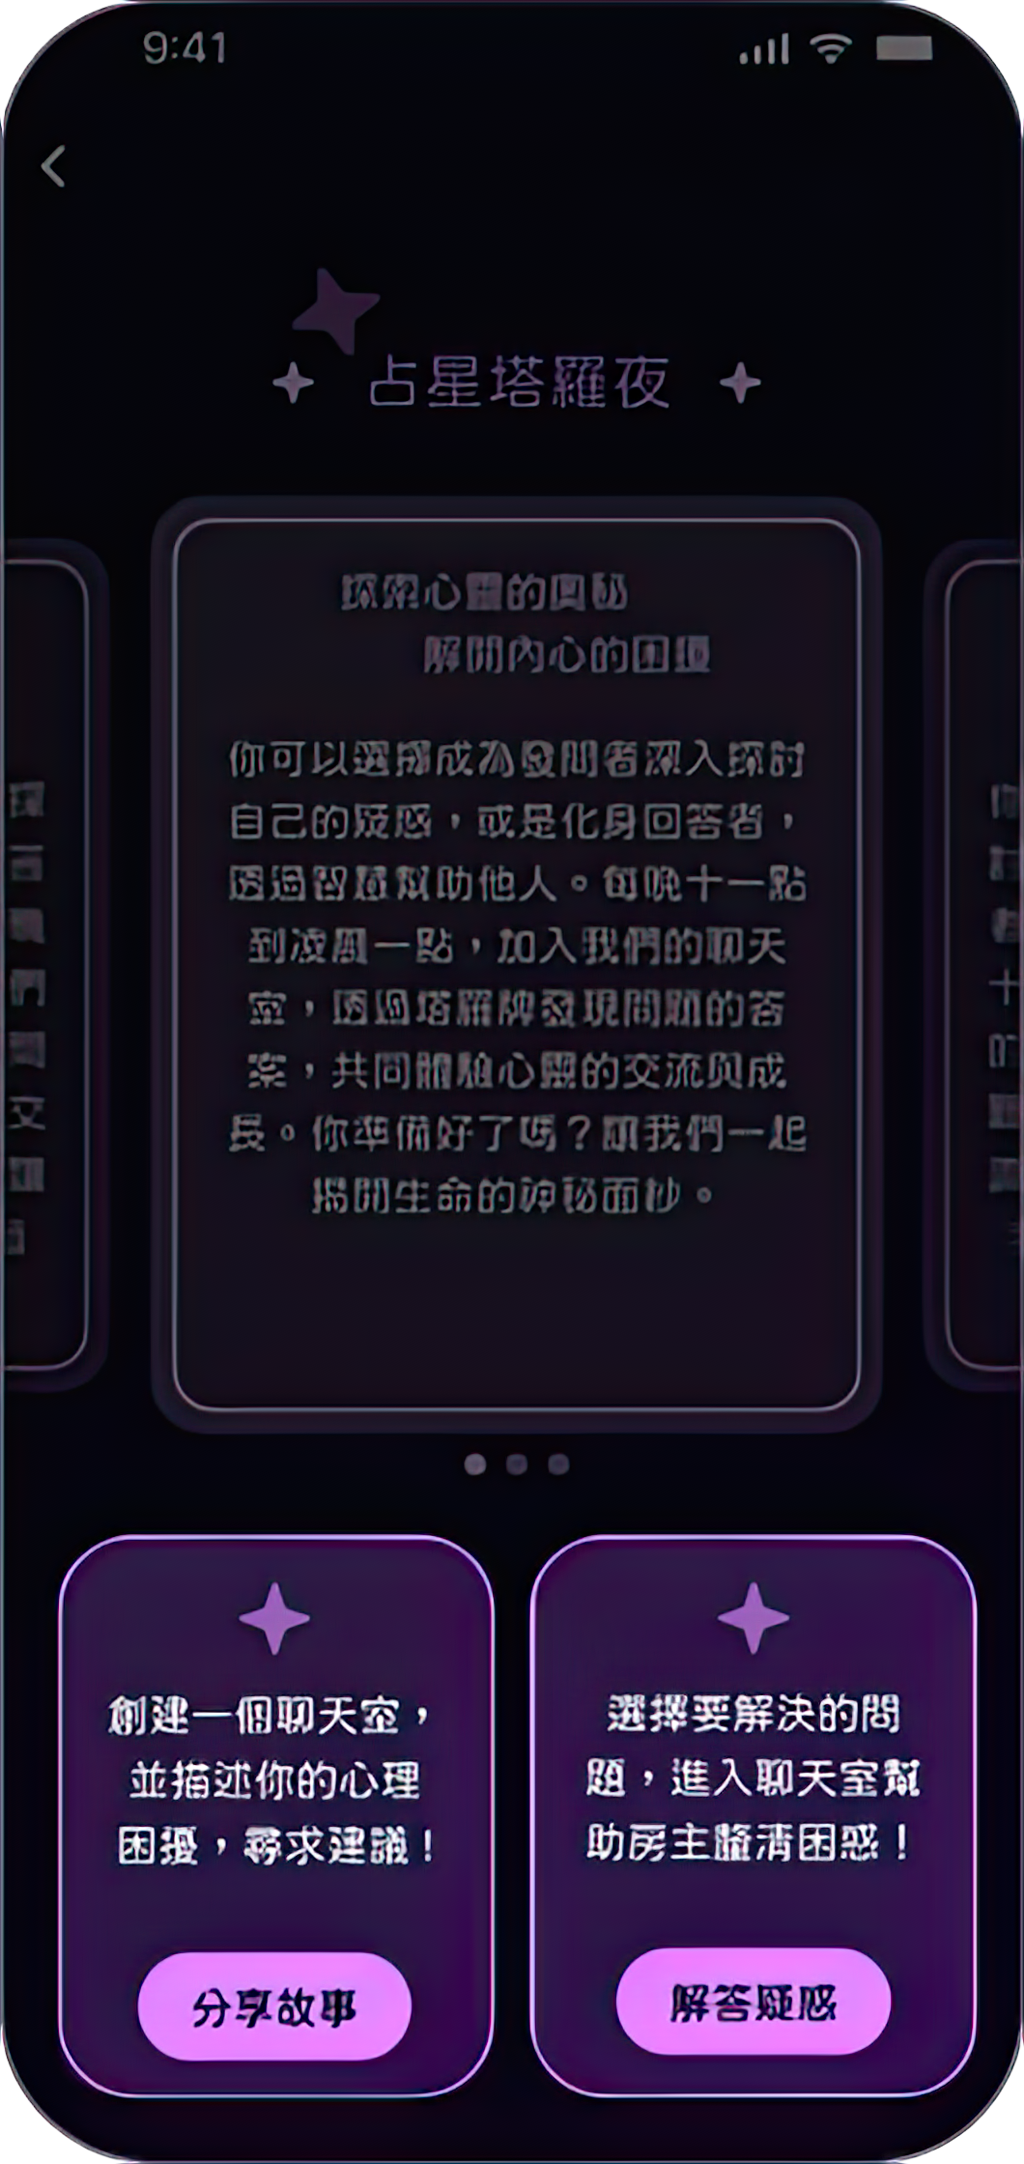 9:41
占星塔羅夜
探索心靈的奧秘
解開內心的困擾
你可以選擇成為發問者深入探討
自己的疑惑，或是化身回答者，
透過智慧幫助他人。每晚十一點
到凌晨一點，加入我們的聊天
室，透過塔羅牌發現問題的答
案，共同體驗心靈的交流與成
長。你準備好了嗎？讓我們一起
揭開生命的神秘面紗。
創建一個聊天室，
並描述你的心理
困擾，尋求建議！
選擇要解決的問
題，進入聊天室幫
助房主釐清困惑！
分享故事
解答疑惑